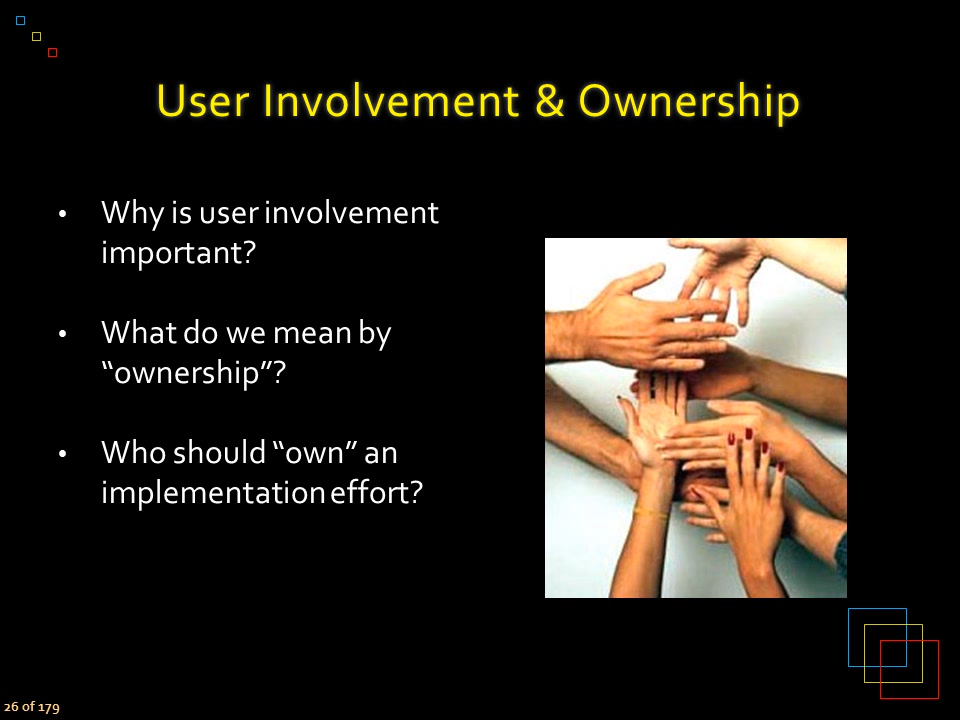 User Involvement & Ownership
• Why is user involvement
important?
• What do we mean by
“ownership”?
• Who should “own” an
implementation effort?
26 of 179